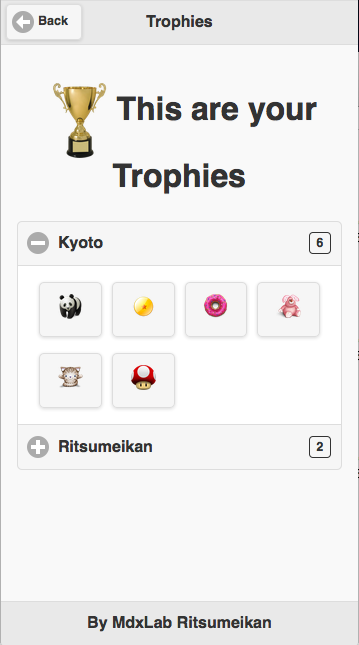 Back
Trophies
This are your
Trophies
Kyoto
6
Ritsumeikan
2
By MdxLab Ritsumeikan